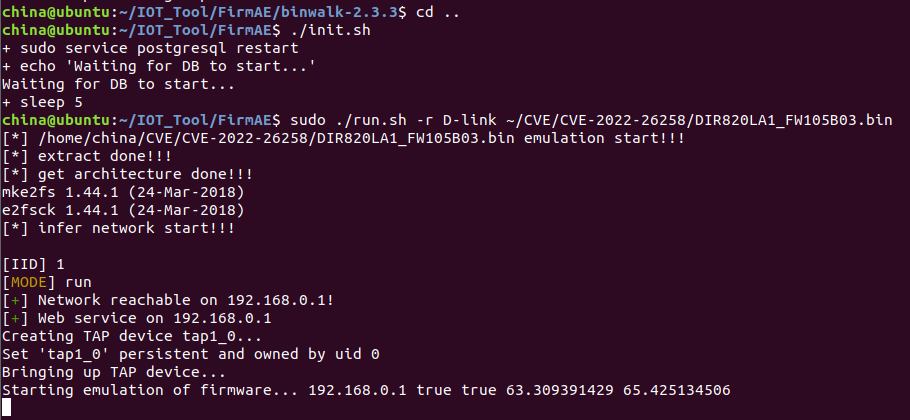 china@ubuntu:~/IOT_Tool/FirmAE/binwalk-2.3.3$ cd ..
china@ubuntu:~/IOT_Tool/FirmAE$ ./init.sh
+ sudo service postgresql restart
+ echo 'Waiting for DB to start...'
Waiting for DB to start...
+ sleep 5
china@ubuntu:~/IOT_Tool/FirmAE$ sudo ./run.sh -r D-link ~/CVE/CVE-2022-26258/DIR820LA1_FW105B03.bin
[*] /home/china/CVE/CVE-2022-26258/DIR820LA1_FW105B03.bin emulation start!!!
[*] extract done!!!
[*] get architecture done!!!
mke2fs 1.44.1 (24-Mar-2018)
e2fsck 1.44.1 (24-Mar-2018)
[*] infer network start!!!
[IID] 1
[MODE] run
[+] Network reachable on 192.168.0.1!
[+] Web service on 192.168.0.1
Creating TAP device tap1_0...
Set 'tap1_0' persistent and owned by uid 0
Bringing up TAP device...
Starting emulation of firmware... 192.168.0.1 true true 63.309391429 65.425134506